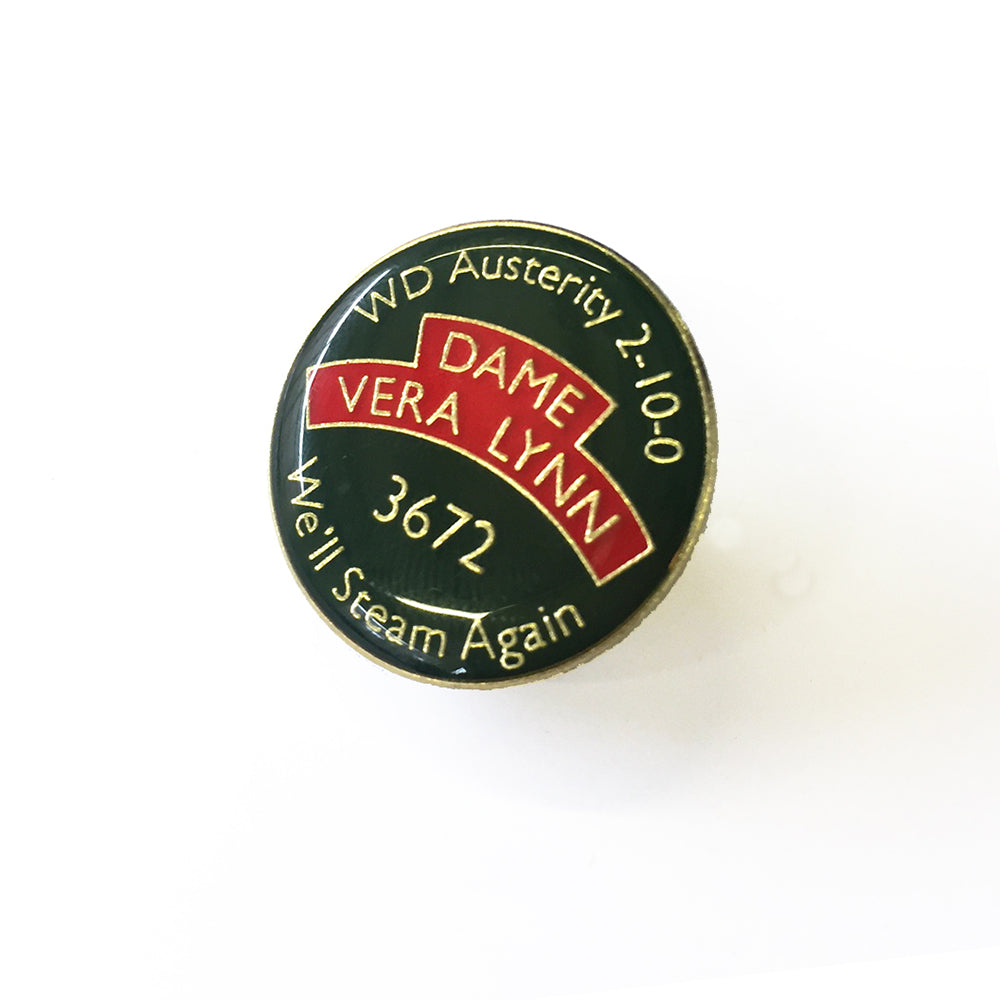 WD Austerity 2-10-0
DAME
VERA LYNN
3672
We'll Steam Again